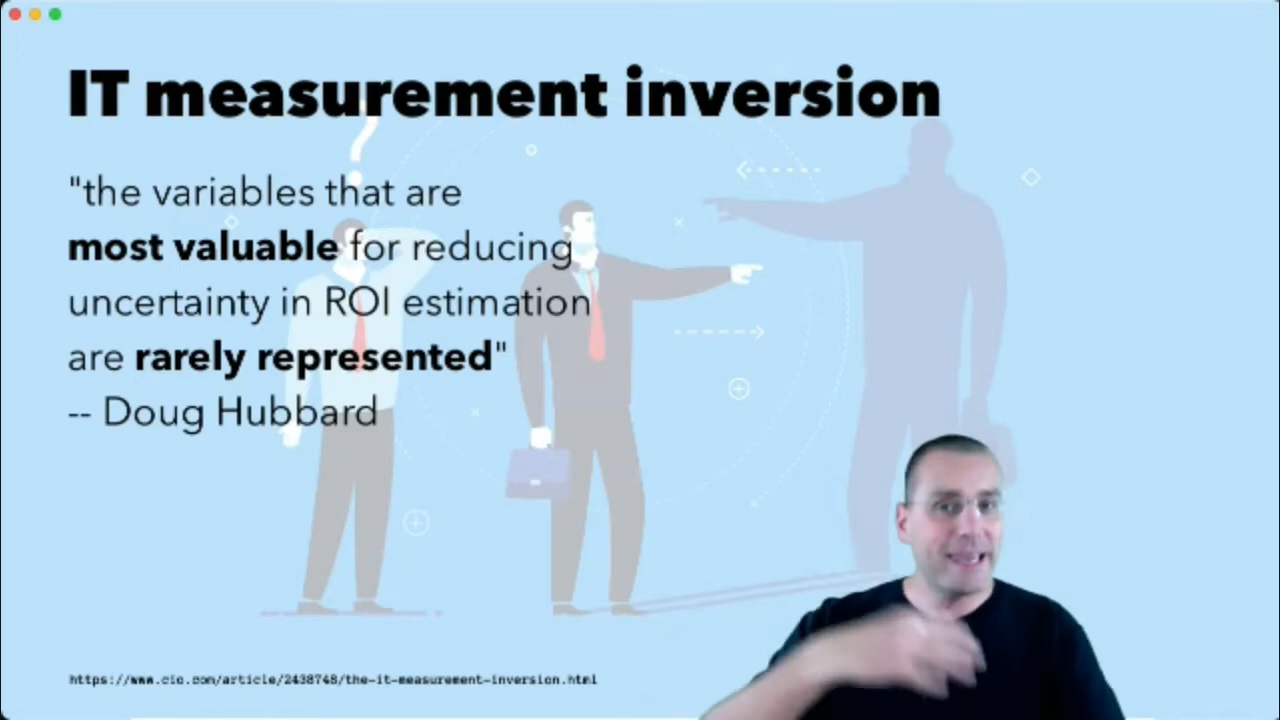 IT measurement inversion
"the variables that are
most valuable for reducing
uncertainty in ROI estimation
are rarely represented"
-- Doug Hubbard
https://www.cio.com/article/2438748/the-it-measurement-inversion.html